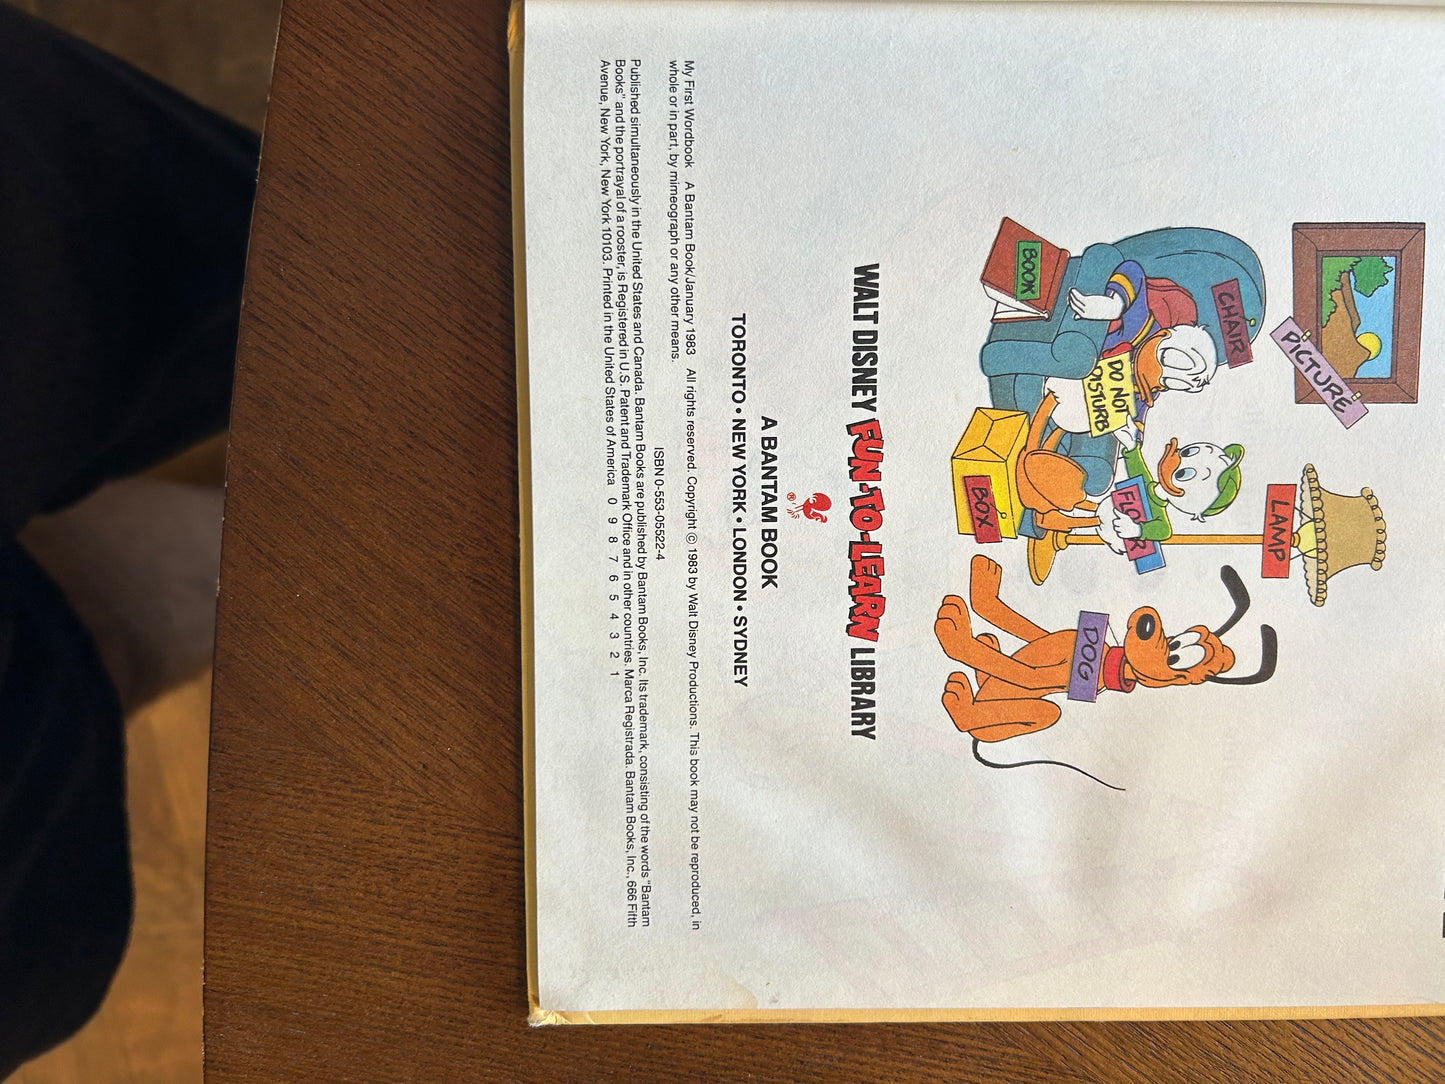 PICTURE
CHAIR
LAMP
BOOK
DO NOT
DISTURB
FLOOR
BOX
DOG
WALT DISNEY FUN-TO-LEARN LIBRARY
®
A BANTAM BOOK
TORONTO • NEW YORK • LONDON • SYDNEY
My First Wordbook A Bantam Book/January 1983 All rights reserved. Copyright © 1983 by Walt Disney Productions. This book may not be reproduced, in
whole or in part, by mimeograph or any other means.
ISBN 0-553-05522-4
Published simultaneously in the United States and Canada. Bantam Books are published by Bantam Books, Inc. Its trademark, consisting of the words "Bantam
Books" and the portrayal of a rooster, is Registered in U.S. Patent and Trademark Office and in other countries. Marca Registrada. Bantam Books, Inc., 666 Fifth
Avenue, New York, New York 10103. Printed in the United States of America 0 9 8 7 6 5 4 3 2 1